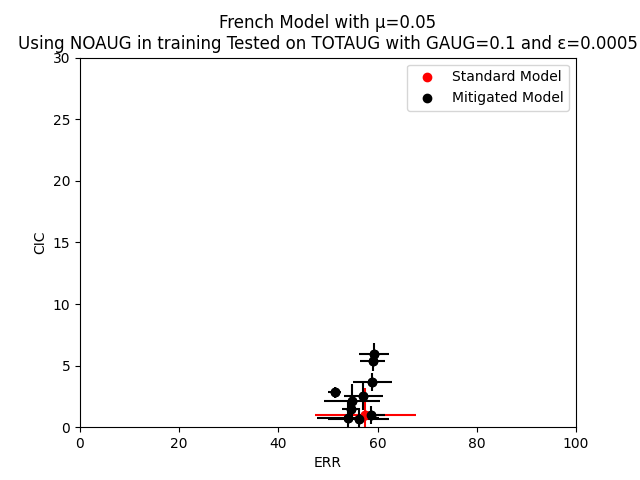 French Model with μ=0.05
Using NOAUG in training Tested on TOTAUG with GAUG=0.1 and ε=0.0005
30
25
20
15
10
5
0
CIC
Standard Model
Mitigated Model
0 20 40 60 80 100
ERR